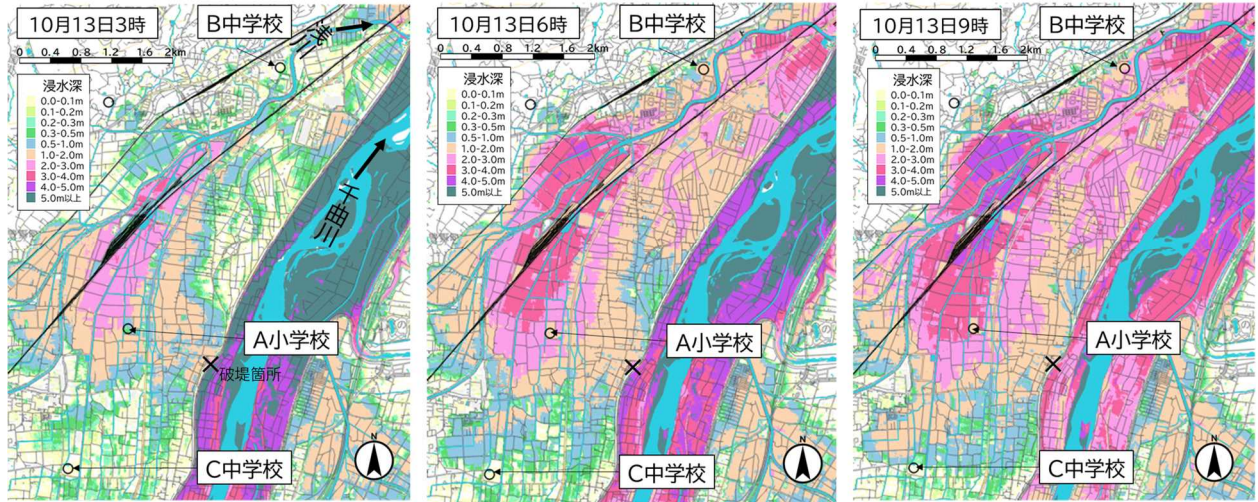 10月13日3時
B中学校
浅川
0 0.4 0.8 1.2 1.6 2km
浸水深
0.0-0.1m
0.1-0.2m
0.2-0.3m
0.3-0.5m
0.5-1.0m
1.0-2.0m
2.0-3.0m
3.0-4.0m
4.0-5.0m
5.0m以上
千曲川
A小学校
破堤箇所
C中学校
N
10月13日6時
B中学校
0 0.4 0.8 1.2 1.6 2km
浸水深
0.0-0.1m
0.1-0.2m
0.2-0.3m
0.3-0.5m
0.5-1.0m
1.0-2.0m
2.0-3.0m
3.0-4.0m
4.0-5.0m
5.0m以上
A小学校
C中学校
N
10月13日9時
B中学校
0 0.4 0.8 1.2 1.6 2km
浸水深
0.0-0.1m
0.1-0.2m
0.2-0.3m
0.3-0.5m
0.5-1.0m
1.0-2.0m
2.0-3.0m
3.0-4.0m
4.0-5.0m
5.0m以上
A小学校
C中学校
N